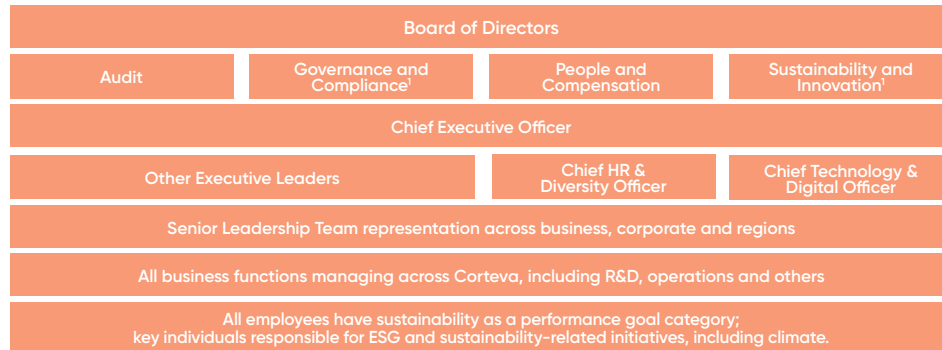 Board of Directors
Audit
Governance and
Compliance¹
People and
Compensation
Sustainability and
Innovation¹
Chief Executive Officer
Other Executive Leaders
Chief HR &
Diversity Officer
Chief Technology &
Digital Officer
Senior Leadership Team representation across business, corporate and regions
All business functions managing across Corteva, including R&D, operations and others
All employees have sustainability as a performance goal category;
key individuals responsible for ESG and sustainability-related initiatives, including climate.